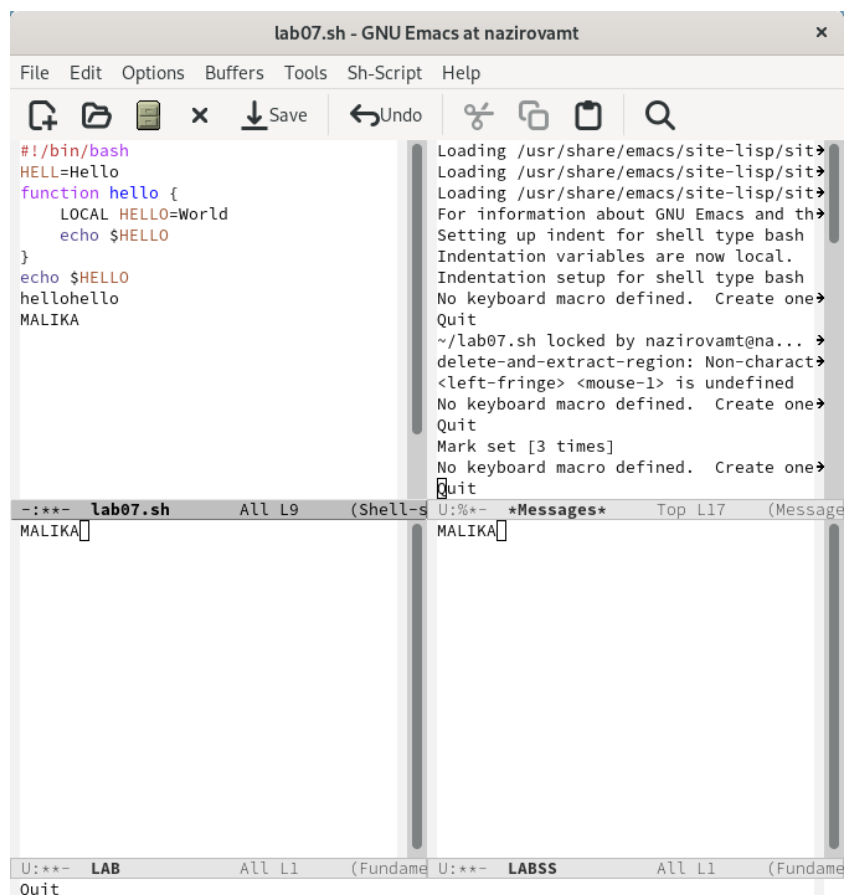 lab07.sh - GNU Emacs at nazirovamt
File Edit Options Buffers Tools Sh-Script Help
Save Undo
#!/bin/bash
HELL=Hello
function hello {
    LOCAL HELLO=World
    echo $HELLO
}
echo $HELLO
hellohello
MALIKA
-:**- lab07.sh All L9 (Shell-s
Loading /usr/share/emacs/site-lisp/sit
Loading /usr/share/emacs/site-lisp/sit
Loading /usr/share/emacs/site-lisp/sit
For information about GNU Emacs and th
Setting up indent for shell type bash
Indentation variables are now local.
Indentation setup for shell type bash
No keyboard macro defined.  Create one
Quit
~/lab07.sh locked by nazirovamt@na...
delete-and-extract-region: Non-charact
<left-fringe> <mouse-1> is undefined
No keyboard macro defined.  Create one
Quit
Mark set [3 times]
No keyboard macro defined.  Create one
Quit
U:%*- *Messages* Top L17 (Message
MALIKA
U:**- LAB All L1 (Fundame
MALIKA
U:**- LABSS All L1 (Fundame
Quit